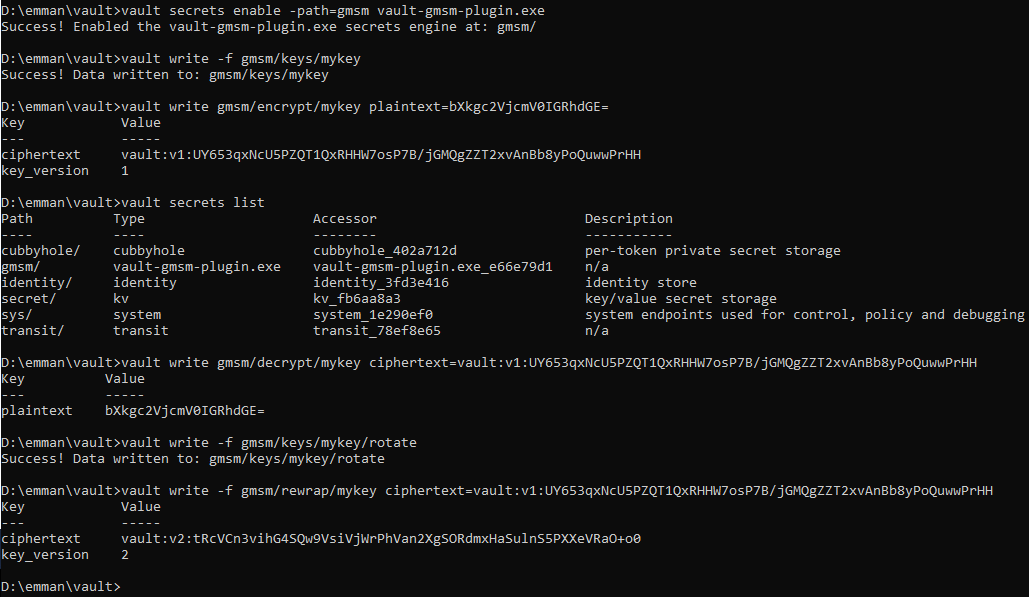 D:\emman\vault>vault secrets enable -path=gmsm vault-gmsm-plugin.exe
Success! Enabled the vault-gmsm-plugin.exe secrets engine at: gmsm/
D:\emman\vault>vault write -f gmsm/keys/mykey
Success! Data written to: gmsm/keys/mykey
D:\emman\vault>vault write gmsm/encrypt/mykey plaintext=bXkgc2VjcmV0IGRhdGE=
Key Value
--- -----
ciphertext vault:v1:UY653qxNcU5PZQT1QxRHHW7osP7B/jGMQgZZT2xvAnBb8yPoQuwwPrHH
key_version 1
D:\emman\vault>vault secrets list
Path Type Accessor Description
---- ---- -------- -----------
cubbyhole/ cubbyhole cubbyhole_402a712d per-token private secret storage
gmsm/ vault-gmsm-plugin.exe vault-gmsm-plugin.exe_e66e79d1 n/a
identity/ identity identity_3fd3e416 identity store
secret/ kv kv_fb6aa8a3 key/value secret storage
sys/ system system_1e290ef0 system endpoints used for control, policy and debugging
transit/ transit transit_78ef8e65 n/a
D:\emman\vault>vault write gmsm/decrypt/mykey ciphertext=vault:v1:UY653qxNcU5PZQT1QxRHHW7osP7B/jGMQgZZT2xvAnBb8yPoQuwwPrHH
Key Value
--- -----
plaintext bXkgc2VjcmV0IGRhdGE=
D:\emman\vault>vault write -f gmsm/keys/mykey/rotate
Success! Data written to: gmsm/keys/mykey/rotate
D:\emman\vault>vault write -f gmsm/rewrap/mykey ciphertext=vault:v1:UY653qxNcU5PZQT1QxRHHW7osP7B/jGMQgZZT2xvAnBb8yPoQuwwPrHH
Key Value
--- -----
ciphertext vault:v2:tRcVCn3vihG4SQw9VsiVjWrPhVan2XgSORdmxHaSulnS5PXXeVRaO+o0
key_version 2
D:\emman\vault>